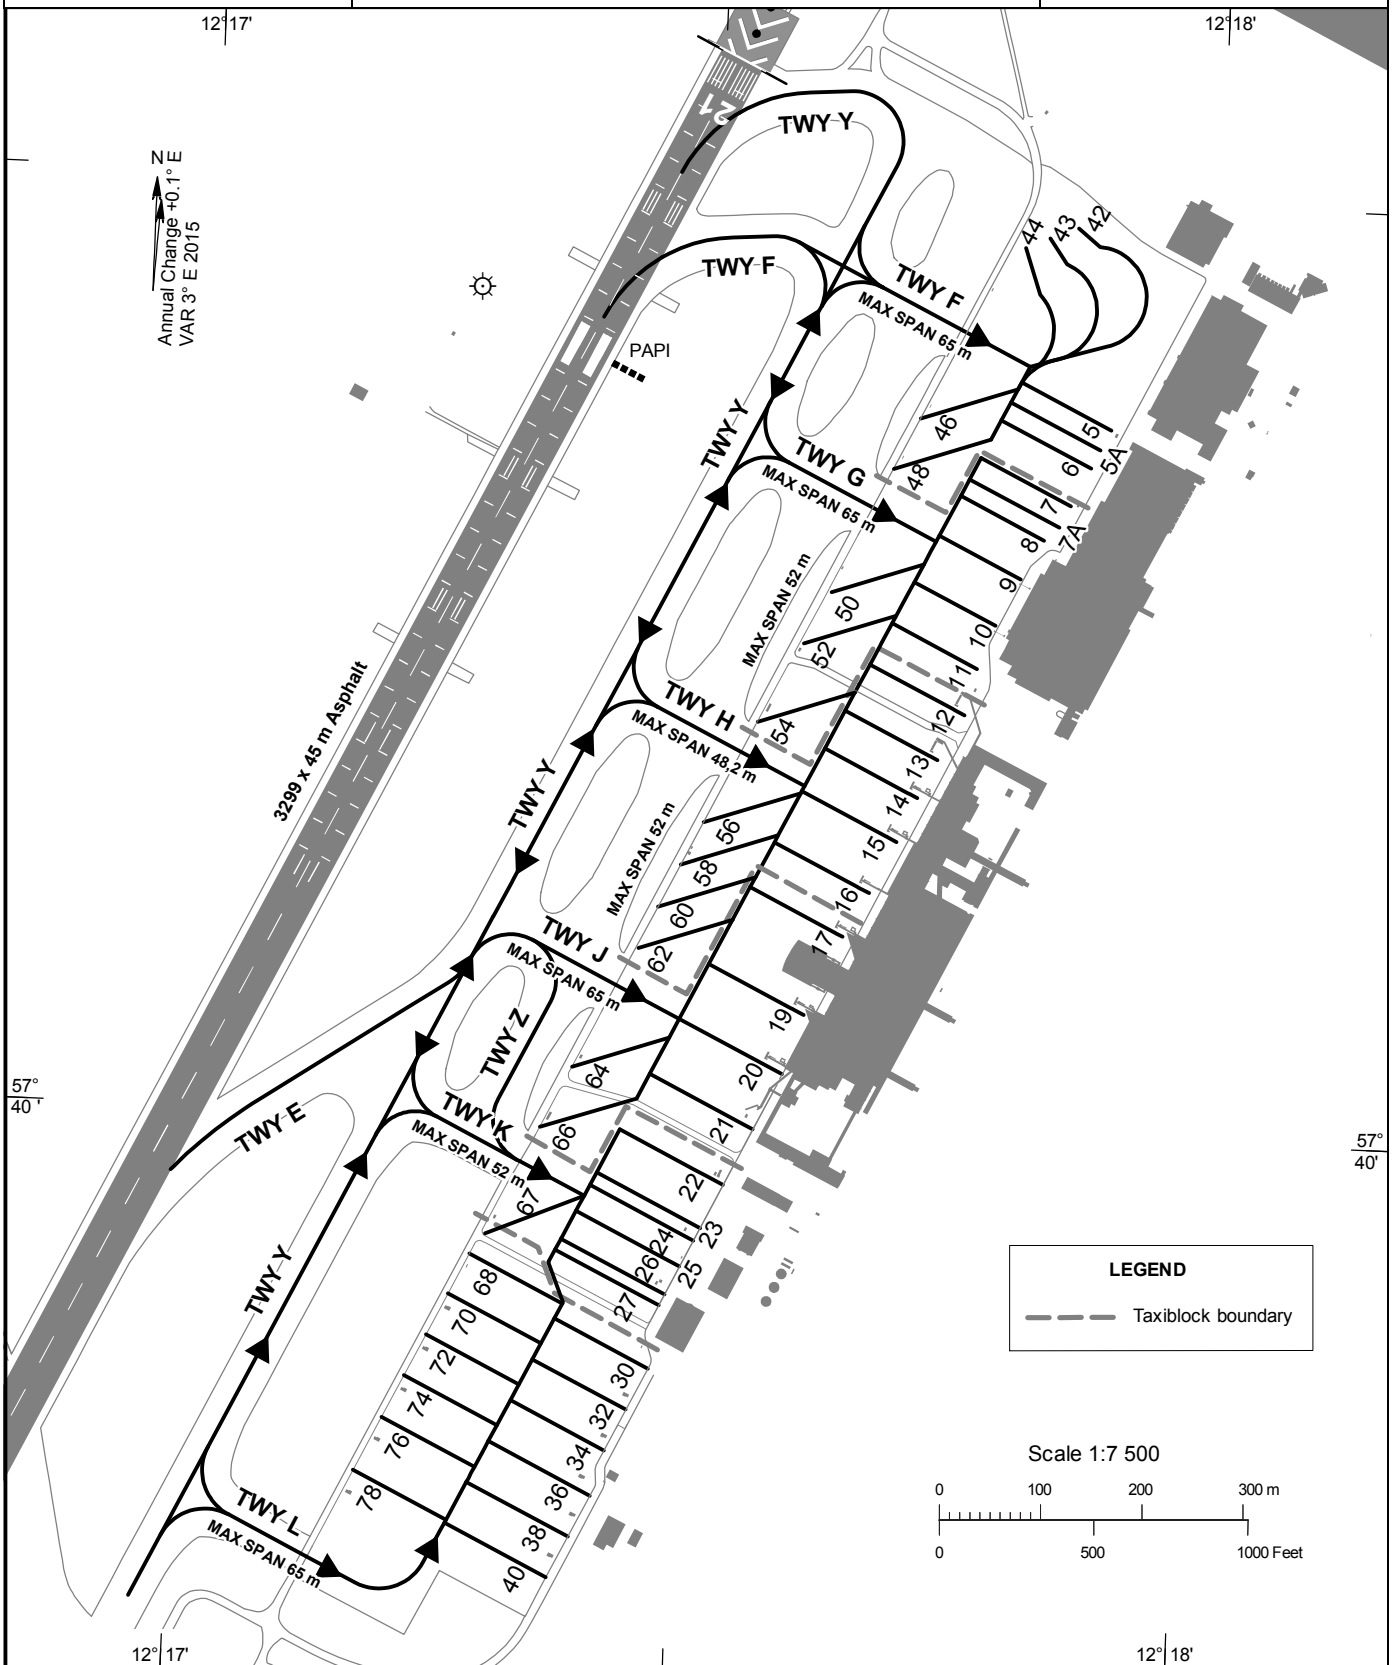 12°17'
12°18'
21
TWY Y
N
Annual Change +0.1° E
VAR 3° E 2015
44
43
42
TWY F
TWY F
MAX SPAN 65 m
PAPI
TWY Y
46
5
5A
6
TWY G
48
MAX SPAN 65 m
7
7A
8
MAX SPAN 52 m
9
50
10
52
11
3299 x 45 m Asphalt
TWY H
MAX SPAN 48,2 m
54
12
13
TWY Y
14
56
15
MAX SPAN 52 m
58
16
60
17
TWY J
62
MAX SPAN 65 m
19
TWY Z
64
20
57°
40'
TWY E
TWY K
MAX SPAN 52 m
66
21
57°
40'
22
67
23
24
25
26
27
TWY Y
68
70
72
74
76
78
30
32
34
36
38
40
TWY L
MAX SPAN 65 m
LEGEND
Taxiblock boundary
Scale 1:7 500
0 100 200 300 m
0 500 1000 Feet
12°17'
12°18'